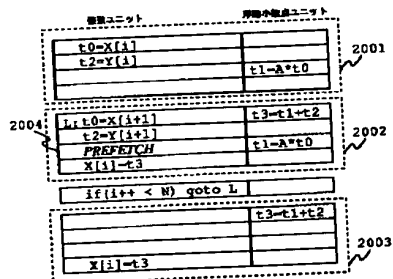 整数ユニット 浮動小数点ユニット
t0=X[i]
t2=Y[i]
t1=A*t0
2001
L:t0=X[i+1] t3=t1+t2
t2=Y[i+1]
PREFETCH t1=A*t0
X[i]=t3
2004
2002
if(i++ < N) goto L
t3=t1+t2
X[i]=t3
2003